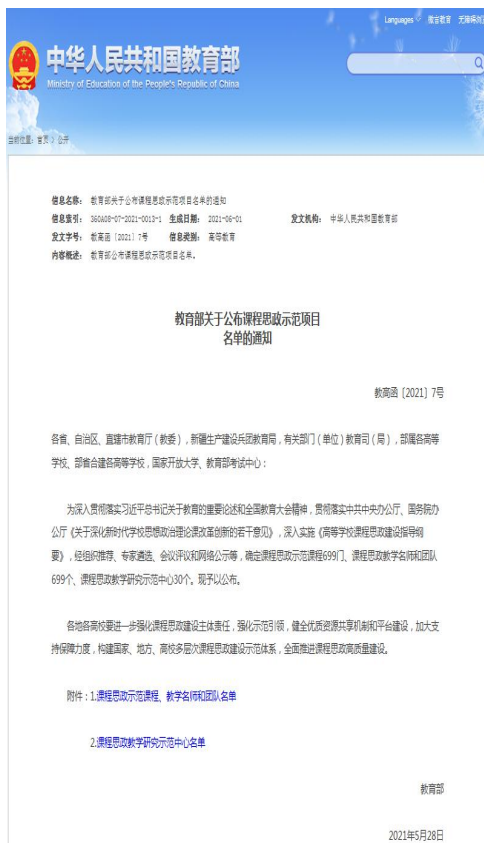 Languages 微言教育 无障碍浏
中华人民共和国教育部
Ministry of Education of the People's Republic of China
当前位置：首页 > 公开
信息名称： 教育部关于公布课程思政示范项目名单的通知
信息索引： 360A08-07-2021-0013-1 生成日期： 2021-06-01 发文机构： 中华人民共和国教育部
发文字号： 教高函〔2021〕7号 信息类别： 高等教育
内容概述： 教育部公布课程思政示范项目名单。
教育部关于公布课程思政示范项目
名单的通知
教高函〔2021〕7号
各省、自治区、直辖市教育厅（教委），新疆生产建设兵团教育局，有关部门（单位）教育司（局），部属各高等
学校、部省合建各高等学校，国家开放大学、教育部考试中心：
为深入贯彻落实习近平总书记关于教育的重要论述和全国教育大会精神，贯彻落实中共中央办公厅、国务院办
公厅《关于深化新时代学校思想政治理论课改革创新的若干意见》，深入实施《高等学校课程思政建设指导纲
要》，经组织推荐、专家遴选、会议评议和网络公示等，确定课程思政示范课程699门、课程思政教学名师和团队
699个、课程思政教学研究示范中心30个。现予以公布。
各地各高校要进一步强化课程思政建设主体责任，强化示范引领，健全优质资源共享机制和平台建设，加大支
持保障力度，构建国家、地方、高校多层次课程思政建设示范体系，全面推进课程思政高质量建设。
附件：1.课程思政示范课程、教学名师和团队名单
2.课程思政教学研究示范中心名单
教育部
2021年5月28日